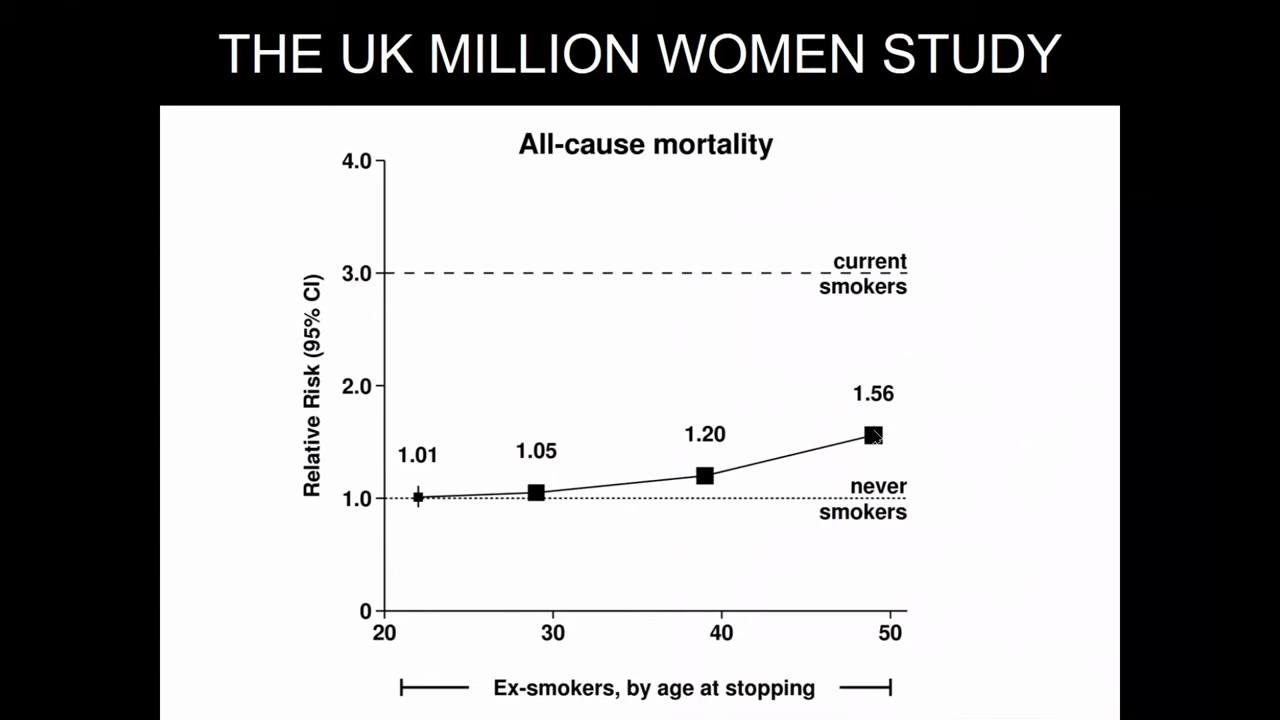 THE UK MILLION WOMEN STUDY
All-cause mortality
4.0
3.0
2.0
1.0
0
Relative Risk (95% CI)
current
smokers
1.56
1.20
1.05
1.01
never
smokers
20 30 40 50
Ex-smokers, by age at stopping